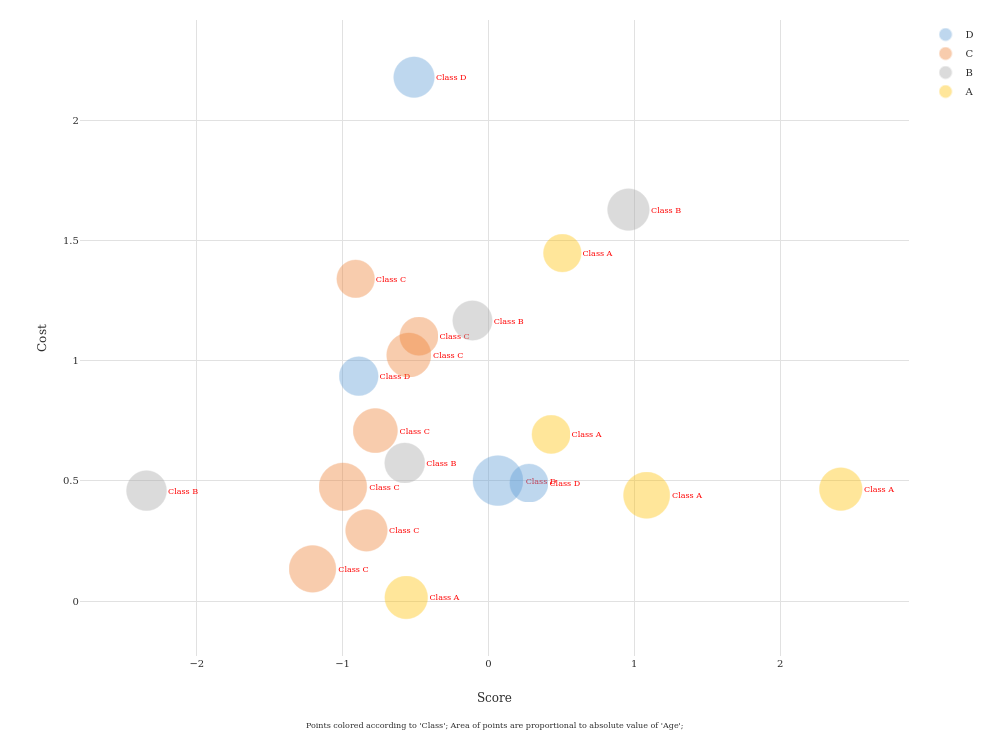 D
Class D
C
B
A
2
Class B
1.5
Class A
Class C
Class B
Class C
Cost
Class C
1
Class D
Class C
Class A
Class B
0.5
Class D
Class D
Class C
Class B
Class A
Class A
Class C
Class C
Class A
0
−2
−1
0
1
2
Score
Points colored according to 'Class'; Area of points are proportional to absolute value of 'Age';